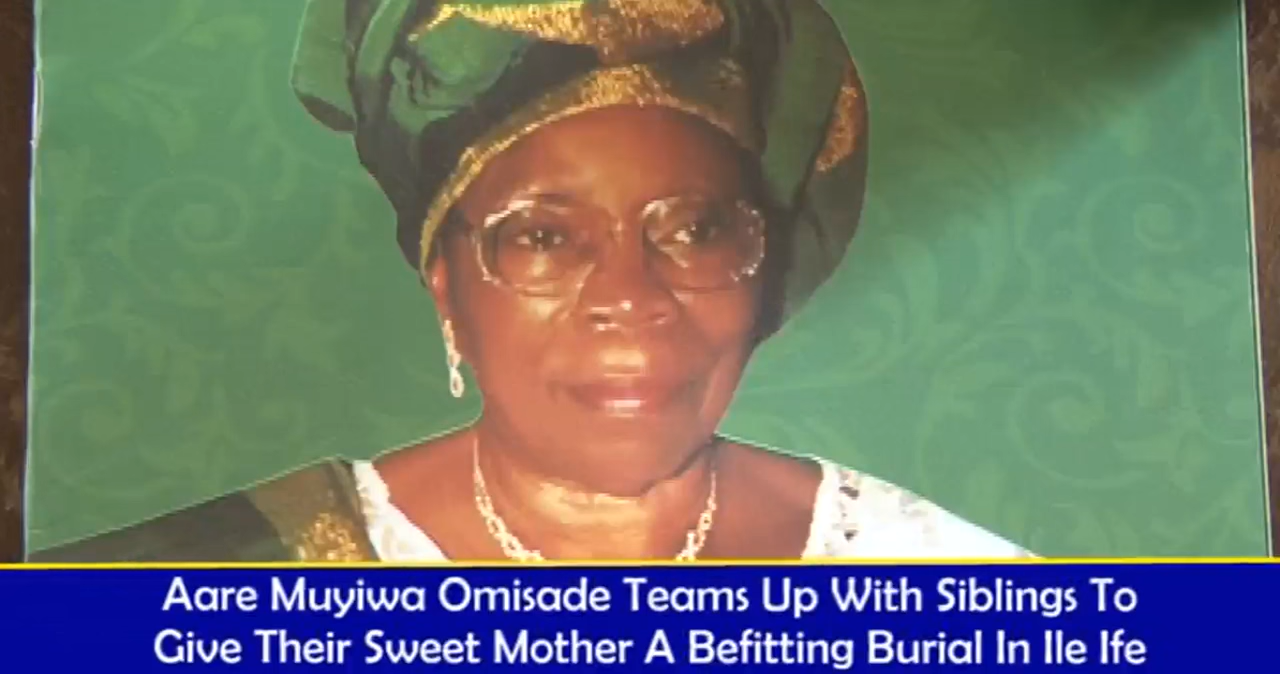 Aare Muyiwa Omisade Teams Up With Siblings To
Give Their Sweet Mother A Befitting Burial In Ile Ife